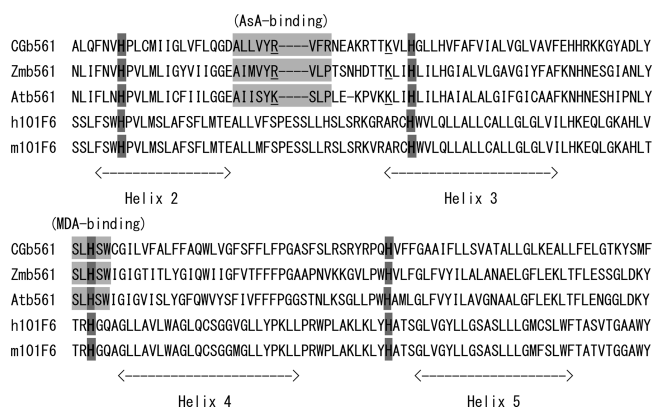 (AsA-binding)
CGb561 ALQFNVHPLCMIIGLVFLQGDALLVYR----VFRNEAKRTTKVLHGLLHVFAFVIALVGLVAVFEHHRKKGYADLY
Zmb561 NLIFNVHPVLMLIGYVIIGGEAIMVYR----VLPTSNHDTTKLIHLILHGIALVLGAVGIYFAFKNHNESGIANLY
Atb561 NLIFLNHPVLMLICFIILGGEAIISYK----SLPLE-KPVKKLIHLILHAIALALGIFGICAAFKNHNESHIPNLY
h101F6 SSLFSWHPVLMSLAFSFLMTEALLVFSPESSLLHSLSRKGRARCHWVLQLLALLCALLGLGLVILHKEQLGKAHLV
m101F6 SSLFSWHPVLMSLAFSFLMTEALLMFSPESSLLRSLSRKVRARCHWVLQLLALLCALLGLGLVILHKEQLGKAHLT
<-------------> <----------------->
Helix 2 Helix 3
(MDA-binding)
CGb561 SLHSWCGILVFALFFAQWLVGFSFFLFPGASFSLRSRYRPQHVFFGAAIFLLSVATALLGLKEALLFELGTKYSMF
Zmb561 SLHSWIGIGTITLYGIQWIIGFVTFFFPGAAPNVKKGVLPWHVLFGLFVYILALANAELGFLEKLTFLESSGLDKY
Atb561 SLHSWIGIGVISLYGFQWVYSFIVFFFPGGSTNLKSGLLPWHAMLGLFVYILAVGNAALGFLEKLTFLENGGLDKY
h101F6 TRHGQAGLLAVLWAGLQCSGGVGLLYPKLLPRWPLAKLKLYHATSGLVGYLLGSASLLLGMCSLWFTASVTGAAWY
m101F6 TRHGQAGLLAVLWAGLQCSGGMGLLYPKLLPRWPLAKLKLYHATSGLVGYLLGSASLLLGMFSLWFTATVTGGAWY
<------------------> <--------------->
Helix 4 Helix 5